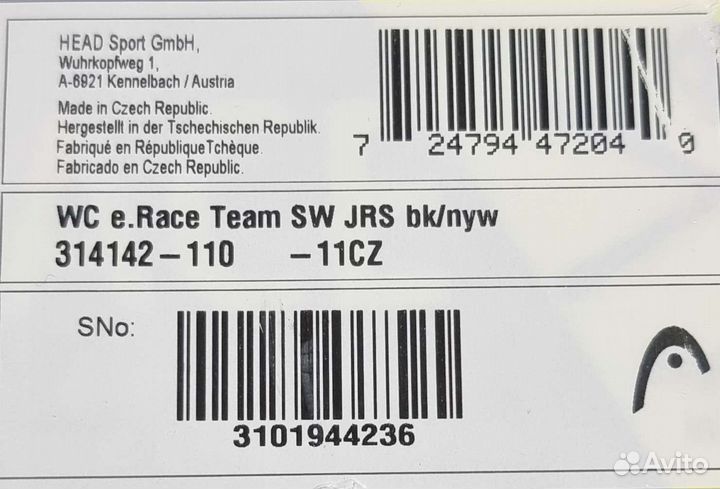 HEAD Sport GmbH,
Wuhrkopfweg 1,
A-6921 Kennelbach / Austria
Made in Czech Republic.
Hergestellt in der Tschechischen Republik.
Fabriqué en RépubliqueTchèque.
Fabricado en Czech Republic.
7 24794 47204 0
WC e.Race Team SW JRS bk/nyw
314142-110 -11CZ
SNo:
3101944236
Avito